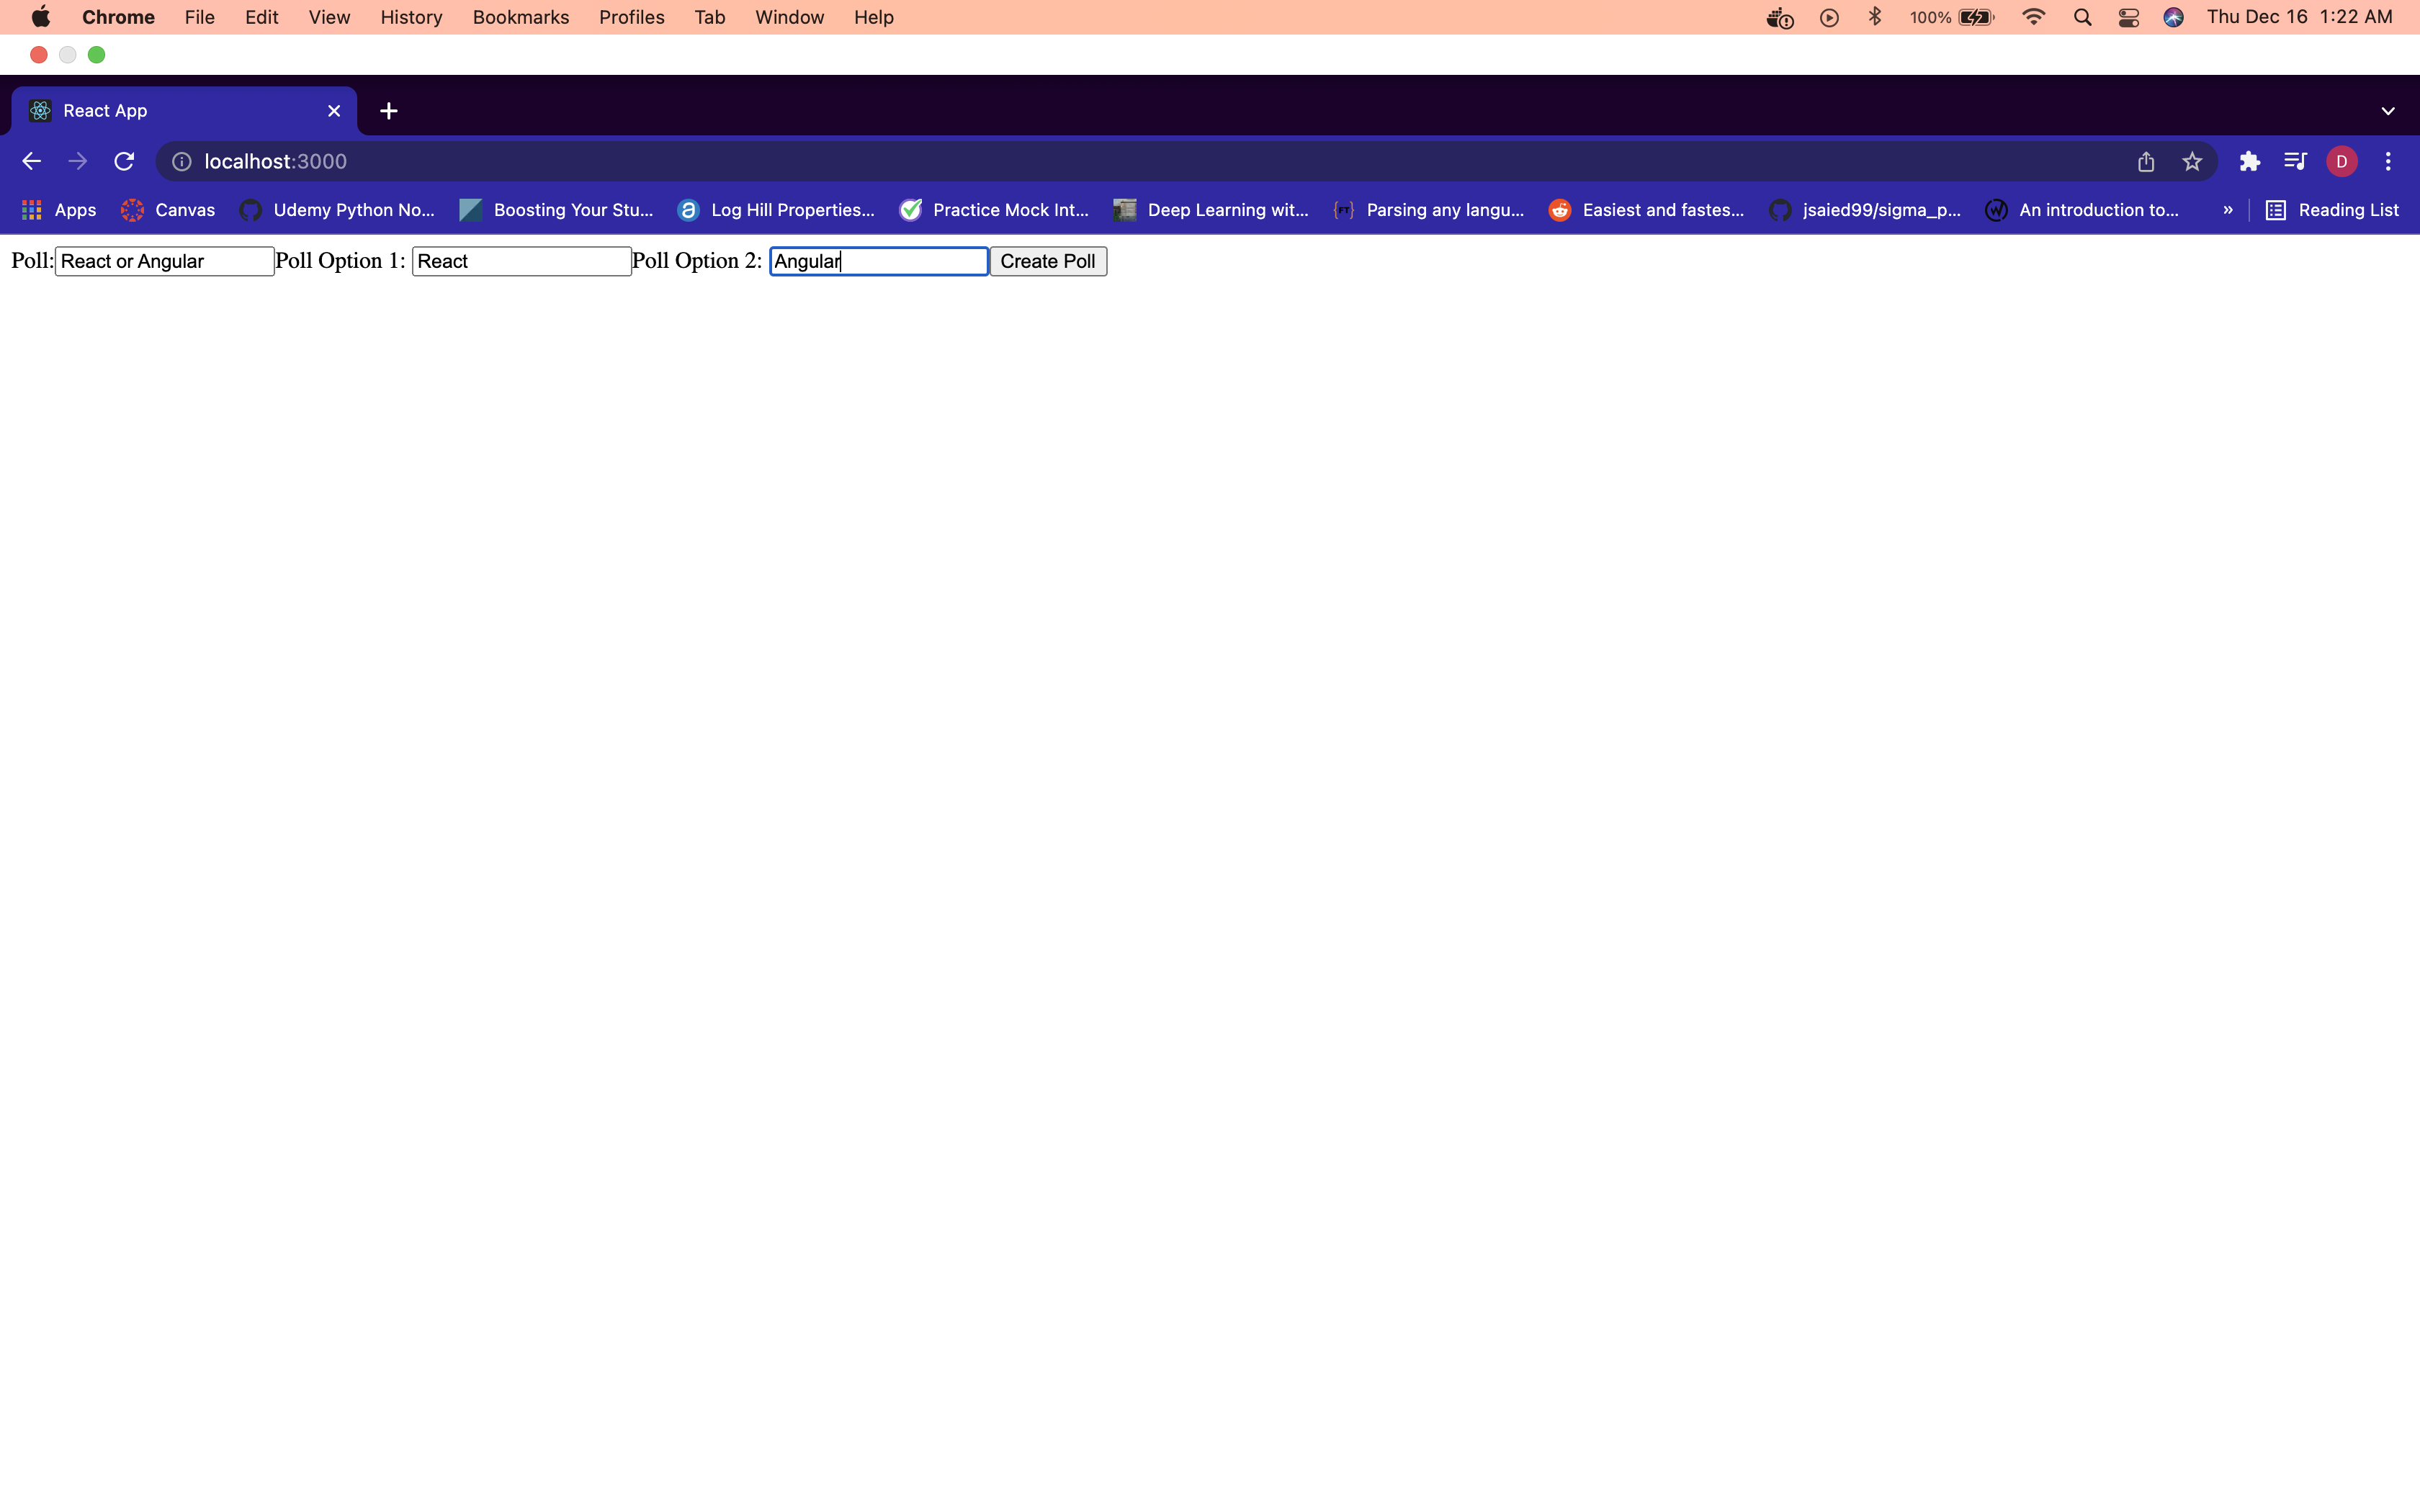 Chrome File Edit View History Bookmarks Profiles Tab Window Help 100% Thu Dec 16 1:22 AM
React App
localhost:3000 D
Apps Canvas Udemy Python No... Boosting Your Stu... Log Hill Properties... Practice Mock Int... Deep Learning wit... Parsing any langu... Easiest and fastes... jsaied99/sigma_p... An introduction to... » Reading List
Poll: React or Angular Poll Option 1: React Poll Option 2: Angular Create Poll